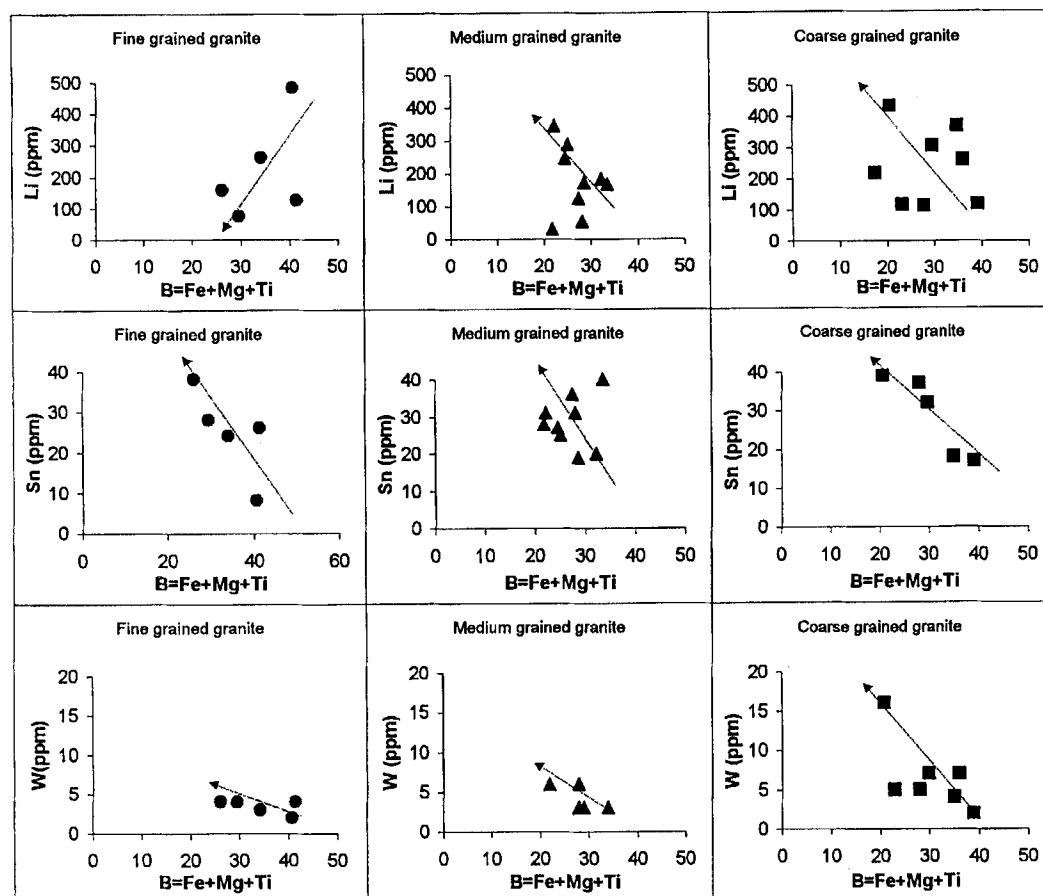 Fine grained granite
Li (ppm)
500
400
300
200
100
0
0 10 20 30 40 50
B=Fe+Mg+Ti
Medium grained granite
Li (ppm)
500
400
300
200
100
0
0 10 20 30 40 50
B=Fe+Mg+Ti
Coarse grained granite
Li (ppm)
500
400
300
200
100
0
0 10 20 30 40 50
B=Fe+Mg+Ti
Fine grained granite
Sn (ppm)
40
30
20
10
0
0 20 40 60
B=Fe+Mg+Ti
Medium grained granite
Sn (ppm)
40
30
20
10
0
0 10 20 30 40 50
B=Fe+Mg+Ti
Coarse grained granite
Sn (ppm)
40
30
20
10
0
0 10 20 30 40 50
B=Fe+Mg+Ti
Fine grained granite
W(ppm)
20
15
10
5
0
0 10 20 30 40 50
B=Fe+Mg+Ti
Medium grained granite
W (ppm)
20
15
10
5
0
0 10 20 30 40 50
B=Fe+Mg+Ti
Coarse grained granite
W (ppm)
20
15
10
5
0
0 10 20 30 40 50
B=Fe+Mg+Ti